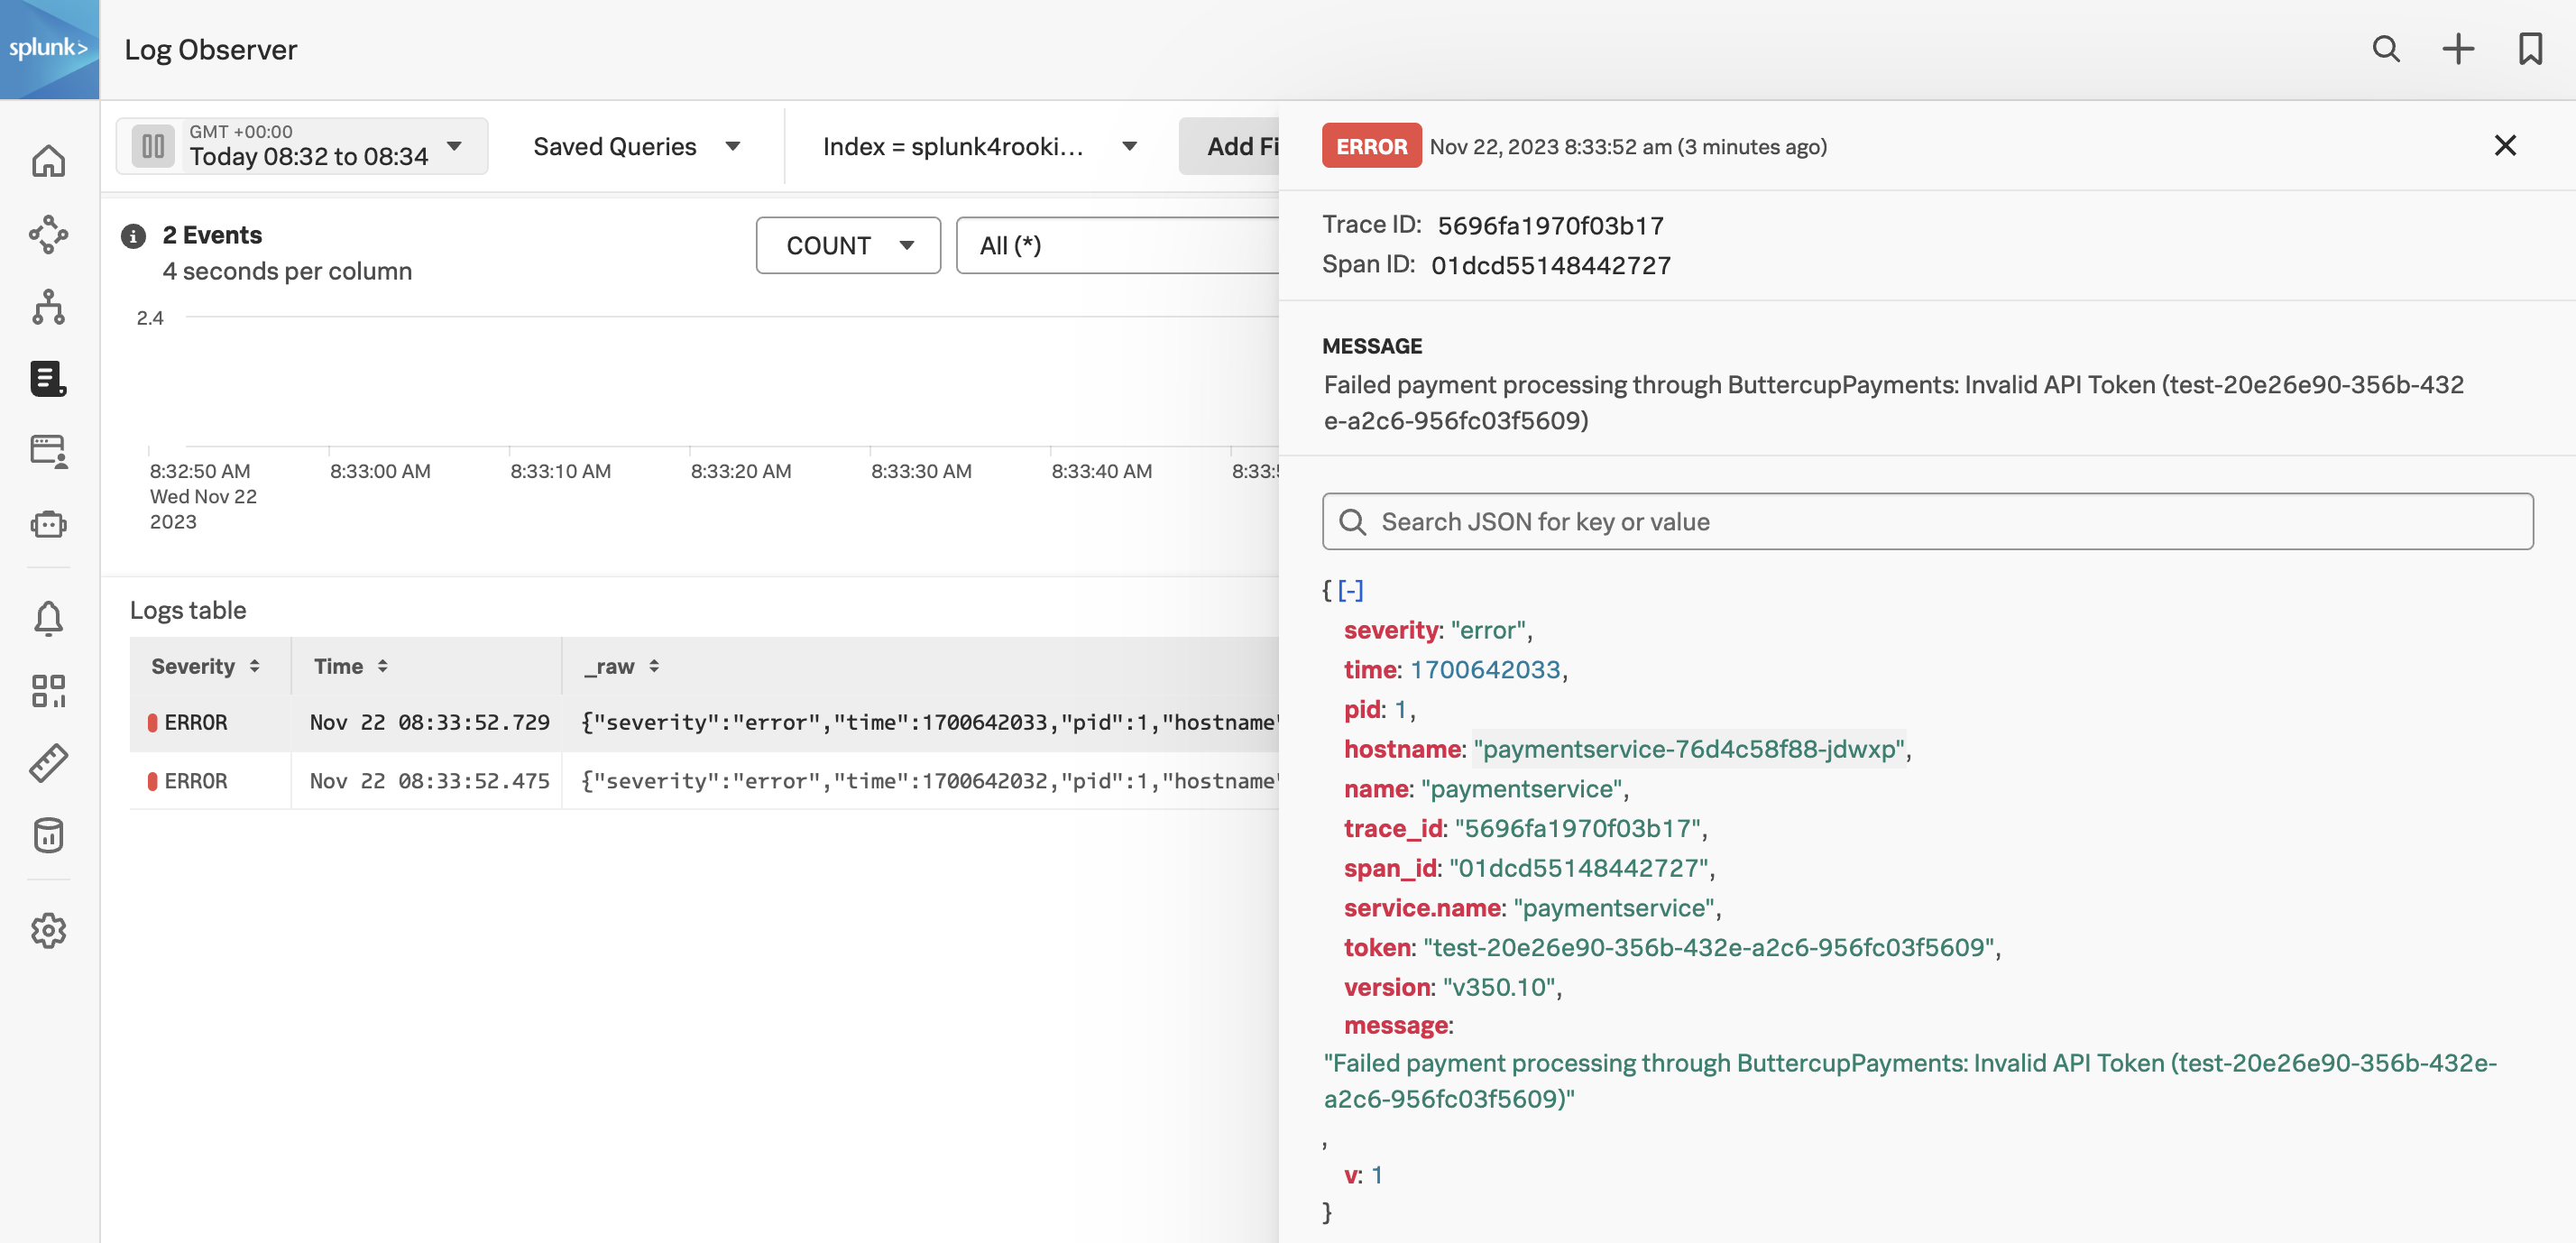 splunk>
Log Observer
GMT +00:00
Today 08:32 to 08:34
Saved Queries
Index = splunk4rooki...
Add Fi
2 Events
4 seconds per column
COUNT
All (*)
2.4
8:32:50 AM
Wed Nov 22
2023
8:33:00 AM
8:33:10 AM
8:33:20 AM
8:33:30 AM
8:33:40 AM
8:33:5
Logs table
Severity Time _raw
ERROR Nov 22 08:33:52.729 {"severity":"error","time":1700642033,"pid":1,"hostname"
ERROR Nov 22 08:33:52.475 {"severity":"error","time":1700642032,"pid":1,"hostname"
ERROR Nov 22, 2023 8:33:52 am (3 minutes ago)
Trace ID: 5696fa1970f03b17
Span ID: 01dcd55148442727
MESSAGE
Failed payment processing through ButtercupPayments: Invalid API Token (test-20e26e90-356b-432
e-a2c6-956fc03f5609)
Search JSON for key or value
{ [-]
severity: "error",
time: 1700642033,
pid: 1,
hostname: "paymentservice-76d4c58f88-jdwxp",
name: "paymentservice",
trace_id: "5696fa1970f03b17",
span_id: "01dcd55148442727",
service.name: "paymentservice",
token: "test-20e26e90-356b-432e-a2c6-956fc03f5609",
version: "v350.10",
message:
"Failed payment processing through ButtercupPayments: Invalid API Token (test-20e26e90-356b-432e-
a2c6-956fc03f5609)"
,
v: 1
}